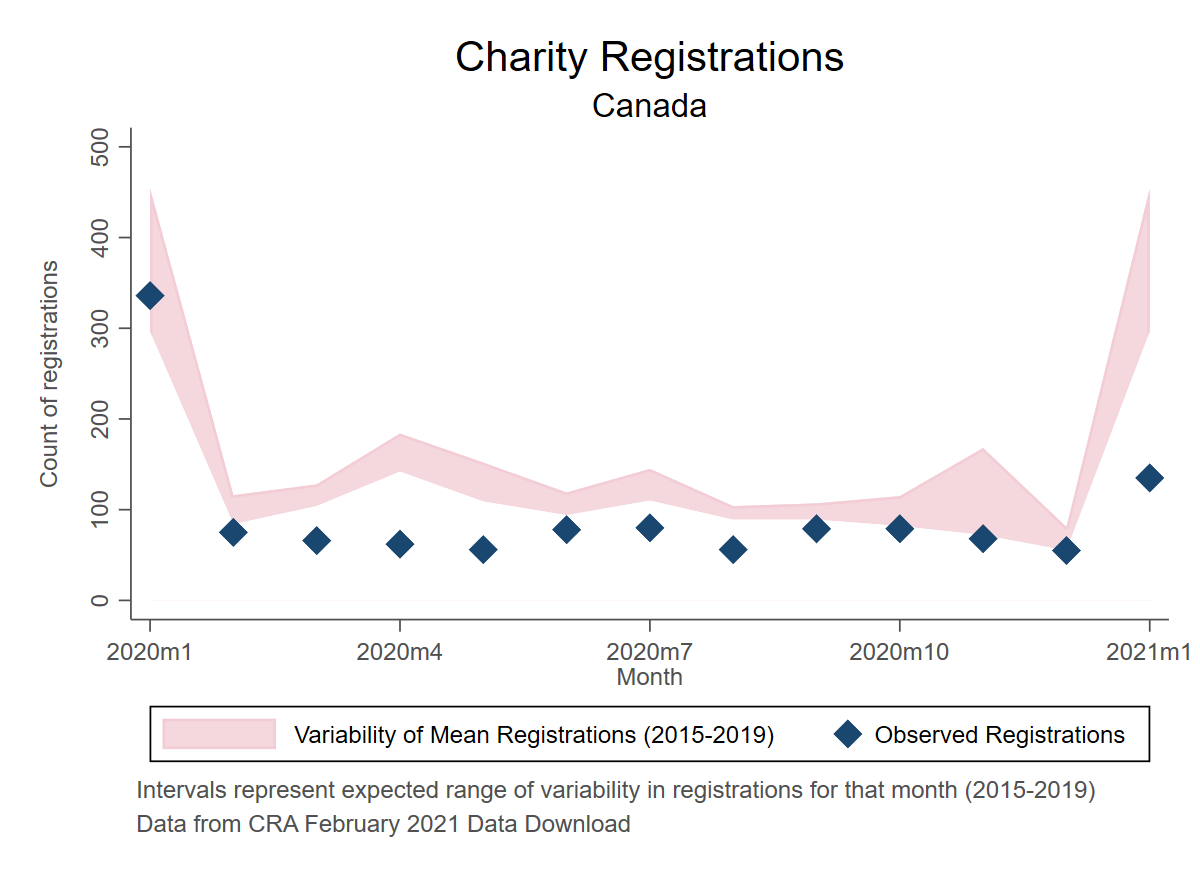 Charity Registrations
Canada
500
400
300
200
100
0
Count of registrations
2020m1 2020m4 2020m7 2020m10 2021m1
Month
Variability of Mean Registrations (2015-2019) Observed Registrations
Intervals represent expected range of variability in registrations for that month (2015-2019)
Data from CRA February 2021 Data Download